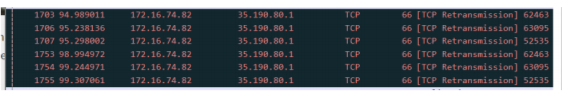 1703 94.989011 172.16.74.82 35.190.80.1 TCP 66 [TCP Retransmission] 62463
1706 95.238136 172.16.74.82 35.190.80.1 TCP 66 [TCP Retransmission] 63095
1707 95.298002 172.16.74.82 35.190.80.1 TCP 66 [TCP Retransmission] 52535
1753 98.994972 172.16.74.82 35.190.80.1 TCP 66 [TCP Retransmission] 62463
1754 99.244971 172.16.74.82 35.190.80.1 TCP 66 [TCP Retransmission] 63095
1755 99.307061 172.16.74.82 35.190.80.1 TCP 66 [TCP Retransmission] 52535